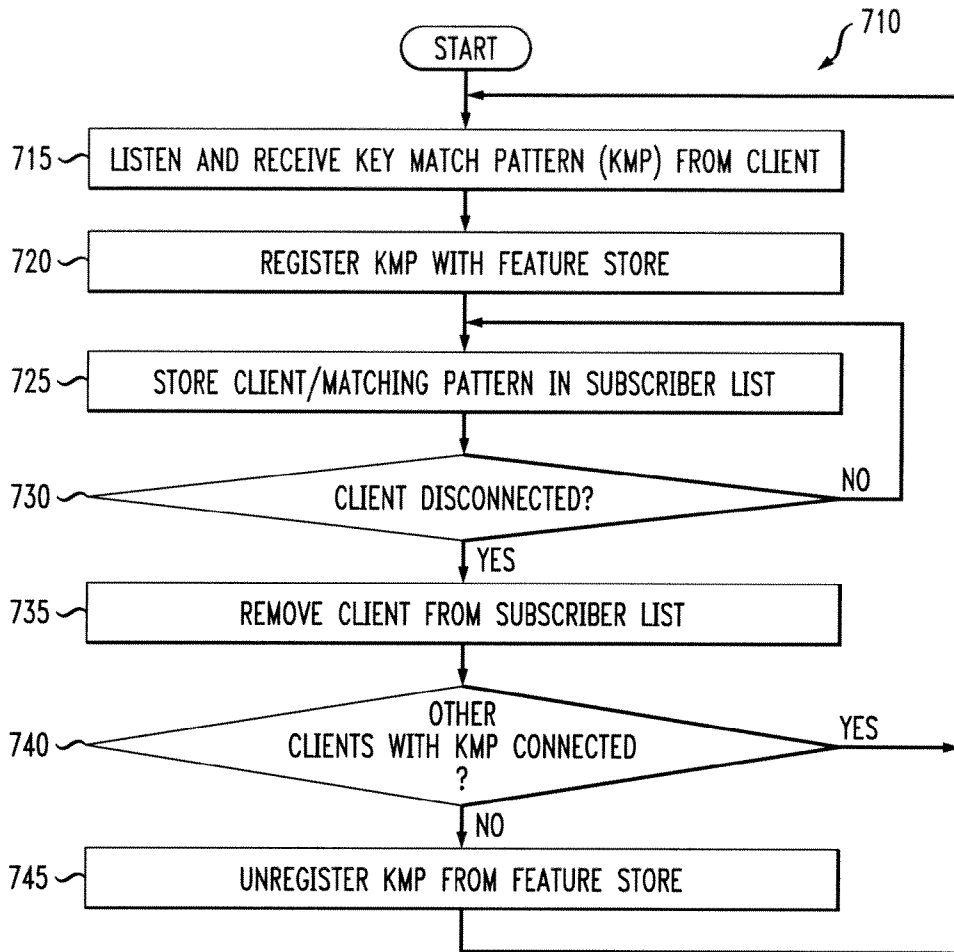 710
START
715
LISTEN AND RECEIVE KEY MATCH PATTERN (KMP) FROM CLIENT
720
REGISTER KMP WITH FEATURE STORE
725
STORE CLIENT/MATCHING PATTERN IN SUBSCRIBER LIST
730
CLIENT DISCONNECTED?
NO
YES
735
REMOVE CLIENT FROM SUBSCRIBER LIST
740
OTHER
CLIENTS WITH KMP CONNECTED
?
YES
NO
745
UNREGISTER KMP FROM FEATURE STORE